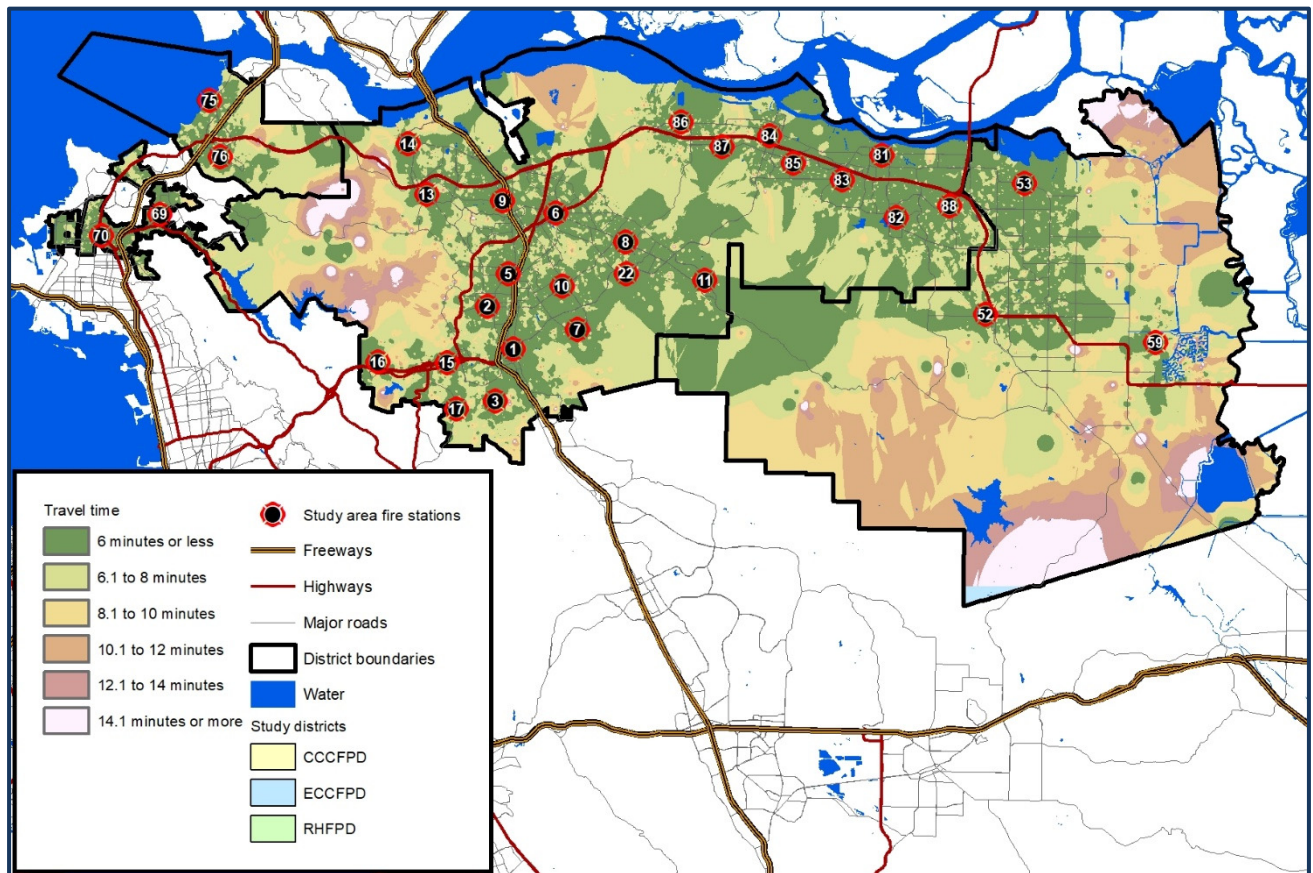 75
76
14
13
69
70
9
6
86
87
84
85
81
83
82
88
53
8
5
22
10
11
2
7
52
1
59
16
15
17
3
Travel time
6 minutes or less
6.1 to 8 minutes
8.1 to 10 minutes
10.1 to 12 minutes
12.1 to 14 minutes
14.1 minutes or more
Study area fire stations
Freeways
Highways
Major roads
District boundaries
Water
Study districts
CCCFPD
ECCFPD
RHFPD